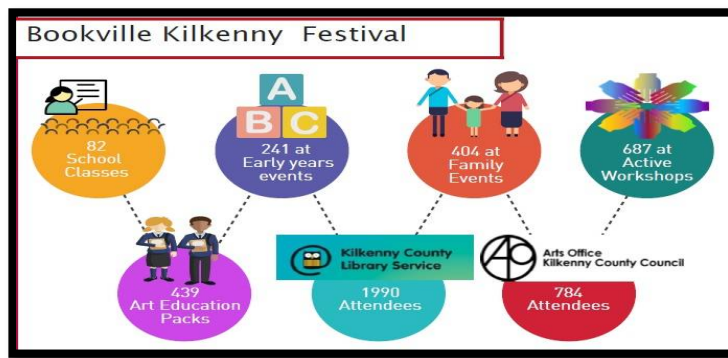 Bookville Kilkenny Festival
A
B C
82
School
Classes
241 at
Early years
events
404 at
Family
Events
687 at
Active
Workshops
439
Art Education
Packs
Kilkenny County
Library Service
1990
Attendees
AO
Arts Office
Kilkenny County Council
784
Attendees